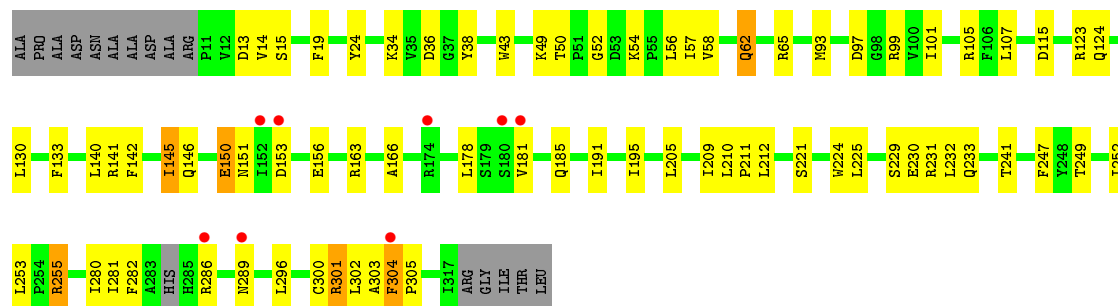 ALA PRO ALA ASP ASN ALA ALA ASP ALA ARG P11 V12 D13 V14 S15 F19 Y24 K34 V35 D36 G37 Y38 W43 K49 T50 P51 G52 D53 K54 P55 L56 I57 V58 Q62 R65 M93 D97 G98 R99 V100 I101 R105 F106 L107 D115 R123 Q124
L130 F133 L140 R141 F142 I145 Q146 E150 N151 I152 D153 E156 R163 A166 R174 L178 S179 S180 V181 Q185 I191 I195 L205 I209 L210 P211 L212 S221 W224 L225 S229 E230 R231 L232 Q233 T241 F247 Y248 T249
L253 P254 R255 I280 I281 F282 A283 HIS H285 R286 N289 L296 C300 R301 L302 A303 F304 P305 I317 ARG GLY ILE THR LEU